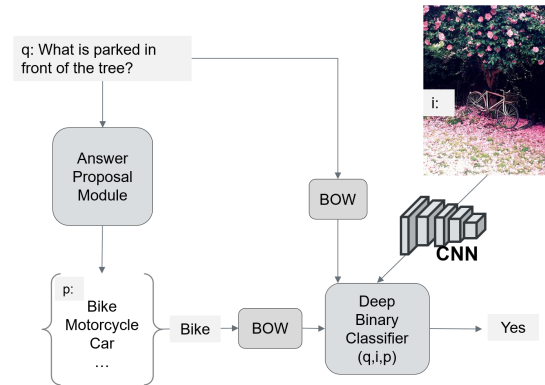 q: What is parked in
front of the tree?
i:
Answer
Proposal
Module
BOW
CNN
p:
Bike
Motorcycle
Car
...
Bike
BOW
Deep
Binary
Classifier
(q,i,p)
Yes